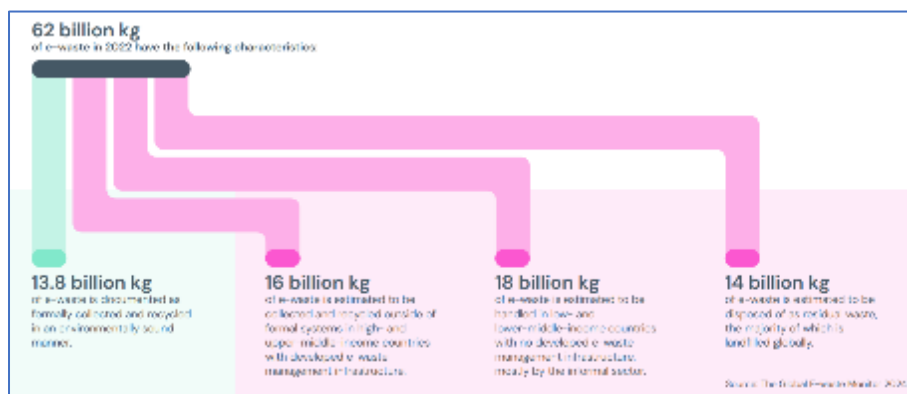 62 billion kg
of e-waste in 2022 have the following characteristics:
13.8 billion kg
of e-waste is documented as
formally collected and recycled
in an environmentally sound
manner.
16 billion kg
of e-waste is estimated to be
collected and recycled outside of
formal systems in high- and
upper-middle-income countries
with developed e-waste
management infrastructure.
18 billion kg
of e-waste is estimated to be
handled in low- and
lower-middle-income countries
with no developed e-waste
management infrastructure,
mostly by the informal sector.
14 billion kg
of e-waste is estimated to be
disposed of as residual waste,
the majority of which is
landfilled globally.
Source: The Global E-waste Monitor 2024